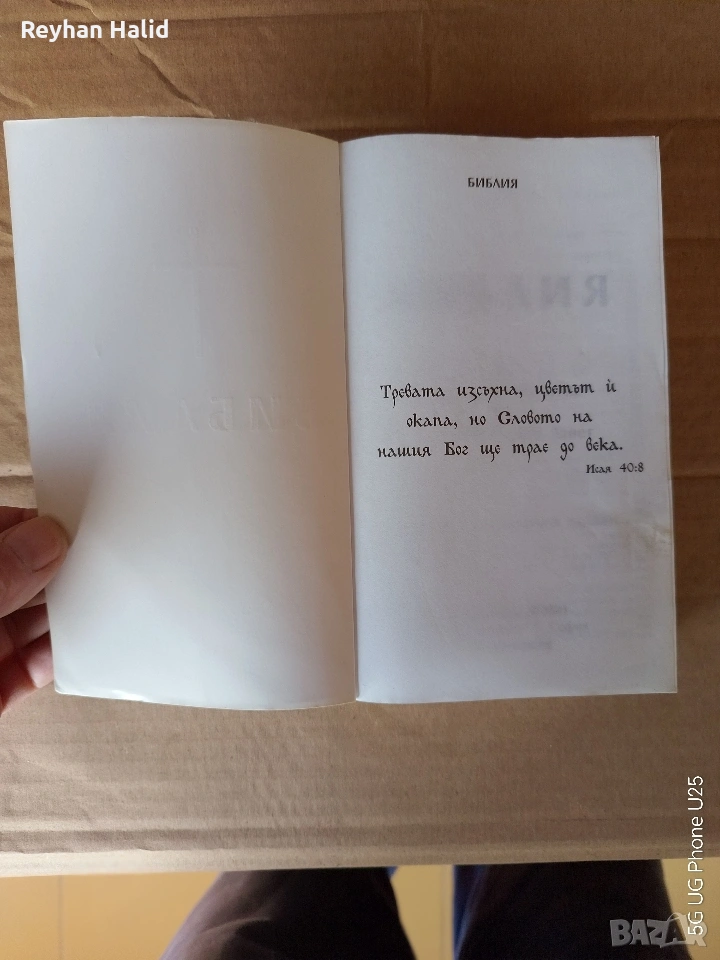 Reyhan Halid
БИБЛИЯ
Тревата изсъхна, цветът ѝ
окапа, но Словото на
нашия Бог ще трае до века.
Исая 40:8
5G UG Phone U25
BAZAR